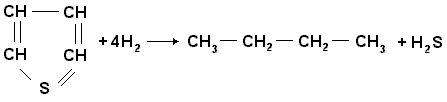 CH — CH
CH CH + 4H₂ ⟶ CH₃ — CH₂ — CH₂ — CH₃ + H₂S
S